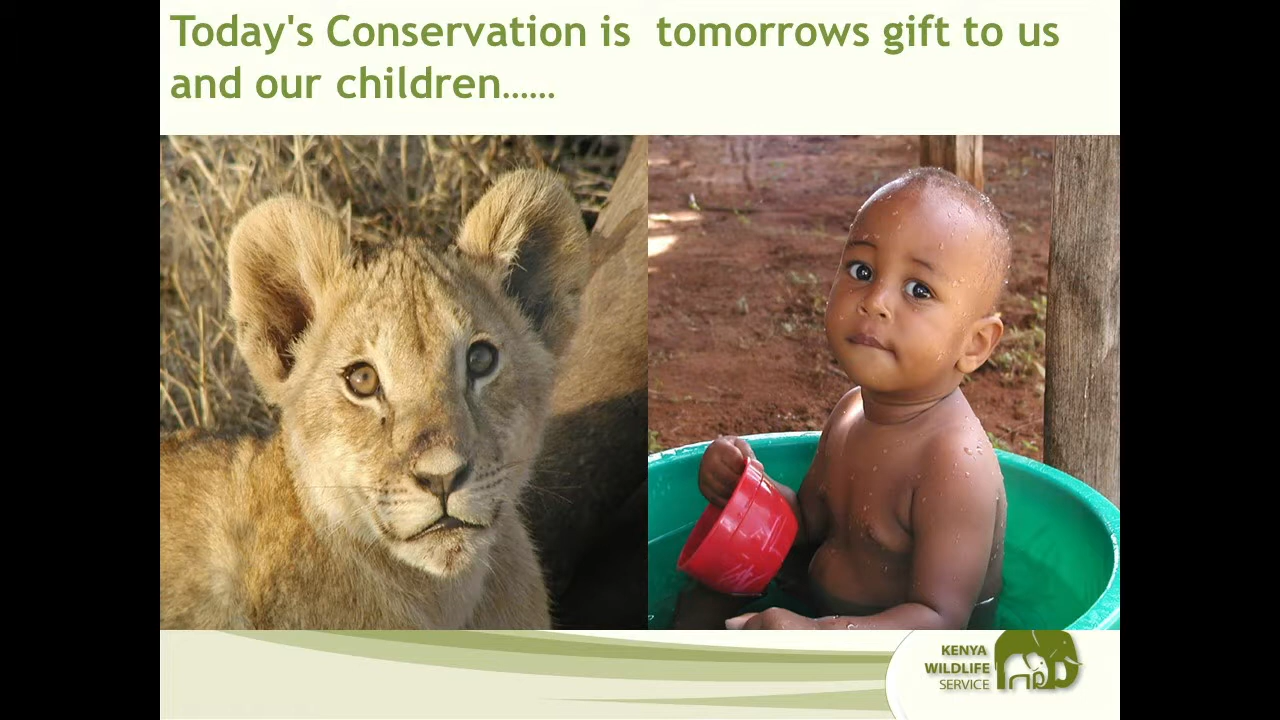 Today's Conservation is  tomorrows gift to us
and our children......
KENYA
WILDLIFE
SERVICE